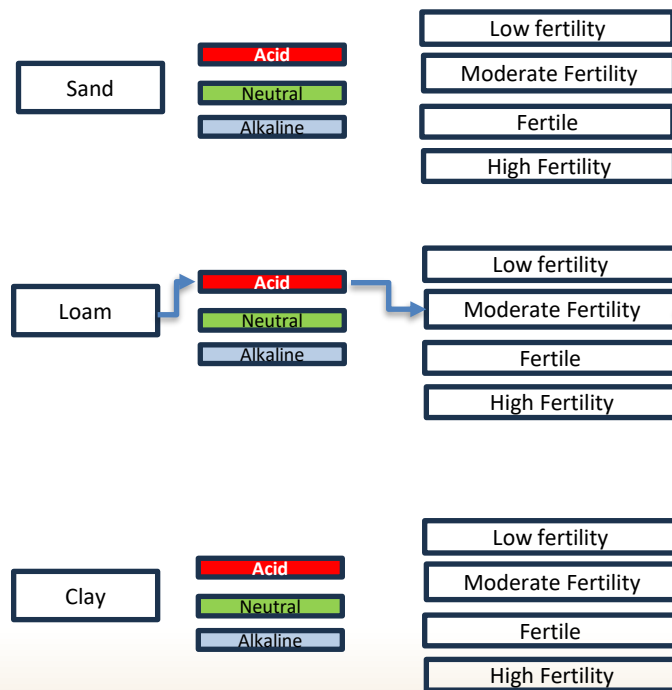 Low fertility
Acid
Moderate Fertility
Sand
Neutral
Alkaline
Fertile
High Fertility
Low fertility
Acid
Moderate Fertility
Loam
Neutral
Alkaline
Fertile
High Fertility
Low fertility
Acid
Moderate Fertility
Clay
Neutral
Alkaline
Fertile
High Fertility